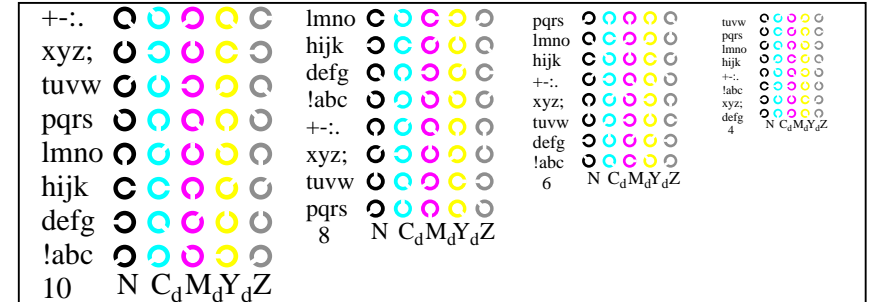 +-:.
xyz;
tuvw
pqrs
lmno
hijk
defg
!abc
10 N CdMdYdZ
lmno
hijk
defg
!abc
+-:.
xyz;
tuvw
pqrs
8 N CdMdYdZ
pqrs
lmno
hijk
+-:.
xyz;
tuvw
defg
!abc
6 N CdMdYdZ
tuvw
pqrs
lmno
hijk
+-:.
!abc
xyz;
defg
4 N CdMdYdZ